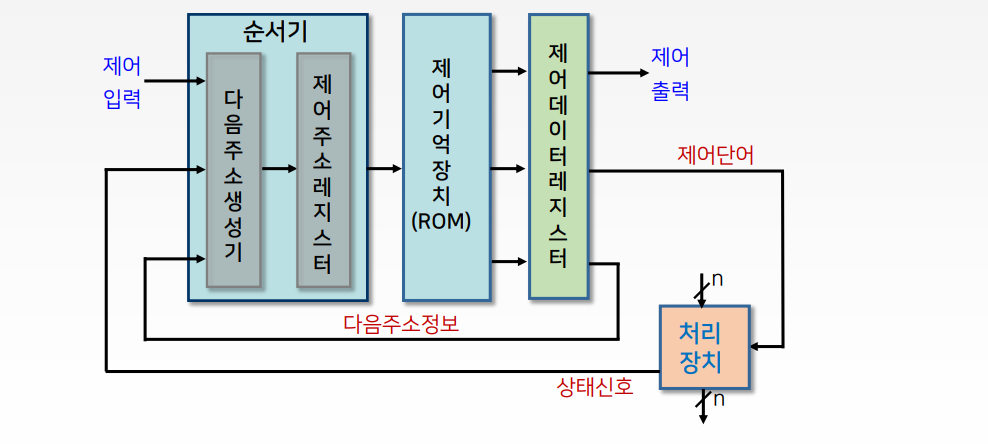 순서기
제어
입력
다음주소생성기
제어주소레지스터
제어기억장치
(ROM)
제어데이터레지스터
제어
출력
제어단어
다음주소정보
상태신호
n
처리
장치
n